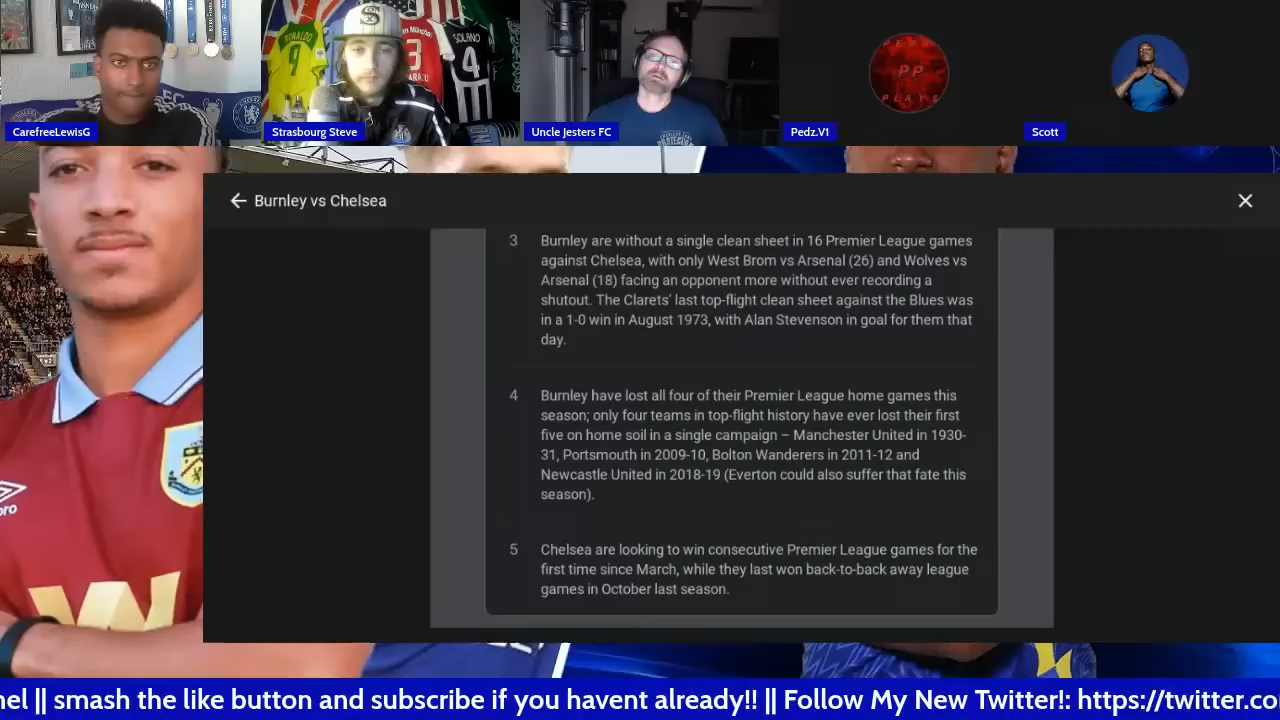 RONALDO
9
SOLANO
4
3
PEDZ
PP
PLAYS
CarefreeLewisG
Strasbourg Steve
Uncle Jesters FC
Pedz.V1
Scott
Burnley vs Chelsea
3 Burnley are without a single clean sheet in 16 Premier League games
against Chelsea, with only West Brom vs Arsenal (26) and Wolves vs
Arsenal (18) facing an opponent more without ever recording a
shutout. The Clarets' last top-flight clean sheet against the Blues was
in a 1-0 win in August 1973, with Alan Stevenson in goal for them that
day.
4 Burnley have lost all four of their Premier League home games this
season; only four teams in top-flight history have ever lost their first
five on home soil in a single campaign – Manchester United in 1930-
31, Portsmouth in 2009-10, Bolton Wanderers in 2011-12 and
Newcastle United in 2018-19 (Everton could also suffer that fate this
season).
5 Chelsea are looking to win consecutive Premier League games for the
first time since March, while they last won back-to-back away league
games in October last season.
nel || smash the like button and subscribe if you havent already!! || Follow My New Twitter!: https://twitter.co